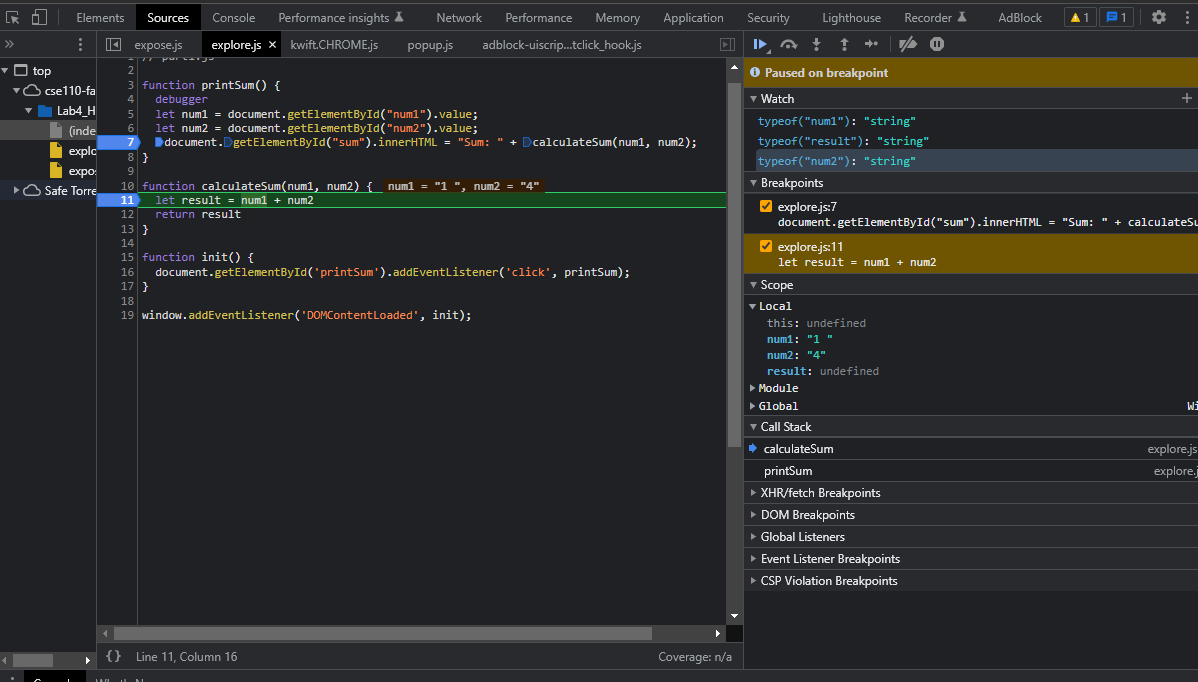 Elements Sources Console Performance insights Network Performance Memory Application Security Lighthouse Recorder AdBlock 1 1
expose.js explore.js × kwift.CHROME.js popup.js adblock-uiscrip...tclick_hook.js
top
cse110-fa
Lab4_H
(inde
explo
expos
Safe Torre
1 // part1.js
2
3 function printSum() {
4 debugger
5 let num1 = document.getElementById("num1").value;
6 let num2 = document.getElementById("num2").value;
7 document.getElementById("sum").innerHTML = "Sum: " + calculateSum(num1, num2);
8 }
9
10 function calculateSum(num1, num2) { num1 = "1 ", num2 = "4"
11 let result = num1 + num2
12 return result
13 }
14
15 function init() {
16 document.getElementById('printSum').addEventListener('click', printSum);
17 }
18
19 window.addEventListener('DOMContentLoaded', init);
{} Line 11, Column 16 Coverage: n/a
Paused on breakpoint
Watch
typeof("num1"): "string"
typeof("result"): "string"
typeof("num2"): "string"
Breakpoints
explore.js:7
document.getElementById("sum").innerHTML = "Sum: " + calculateSu
explore.js:11
let result = num1 + num2
Scope
Local
this: undefined
num1: "1 "
num2: "4"
result: undefined
Module
Global Wi
Call Stack
calculateSum explore.js
printSum explore.j
XHR/fetch Breakpoints
DOM Breakpoints
Global Listeners
Event Listener Breakpoints
CSP Violation Breakpoints